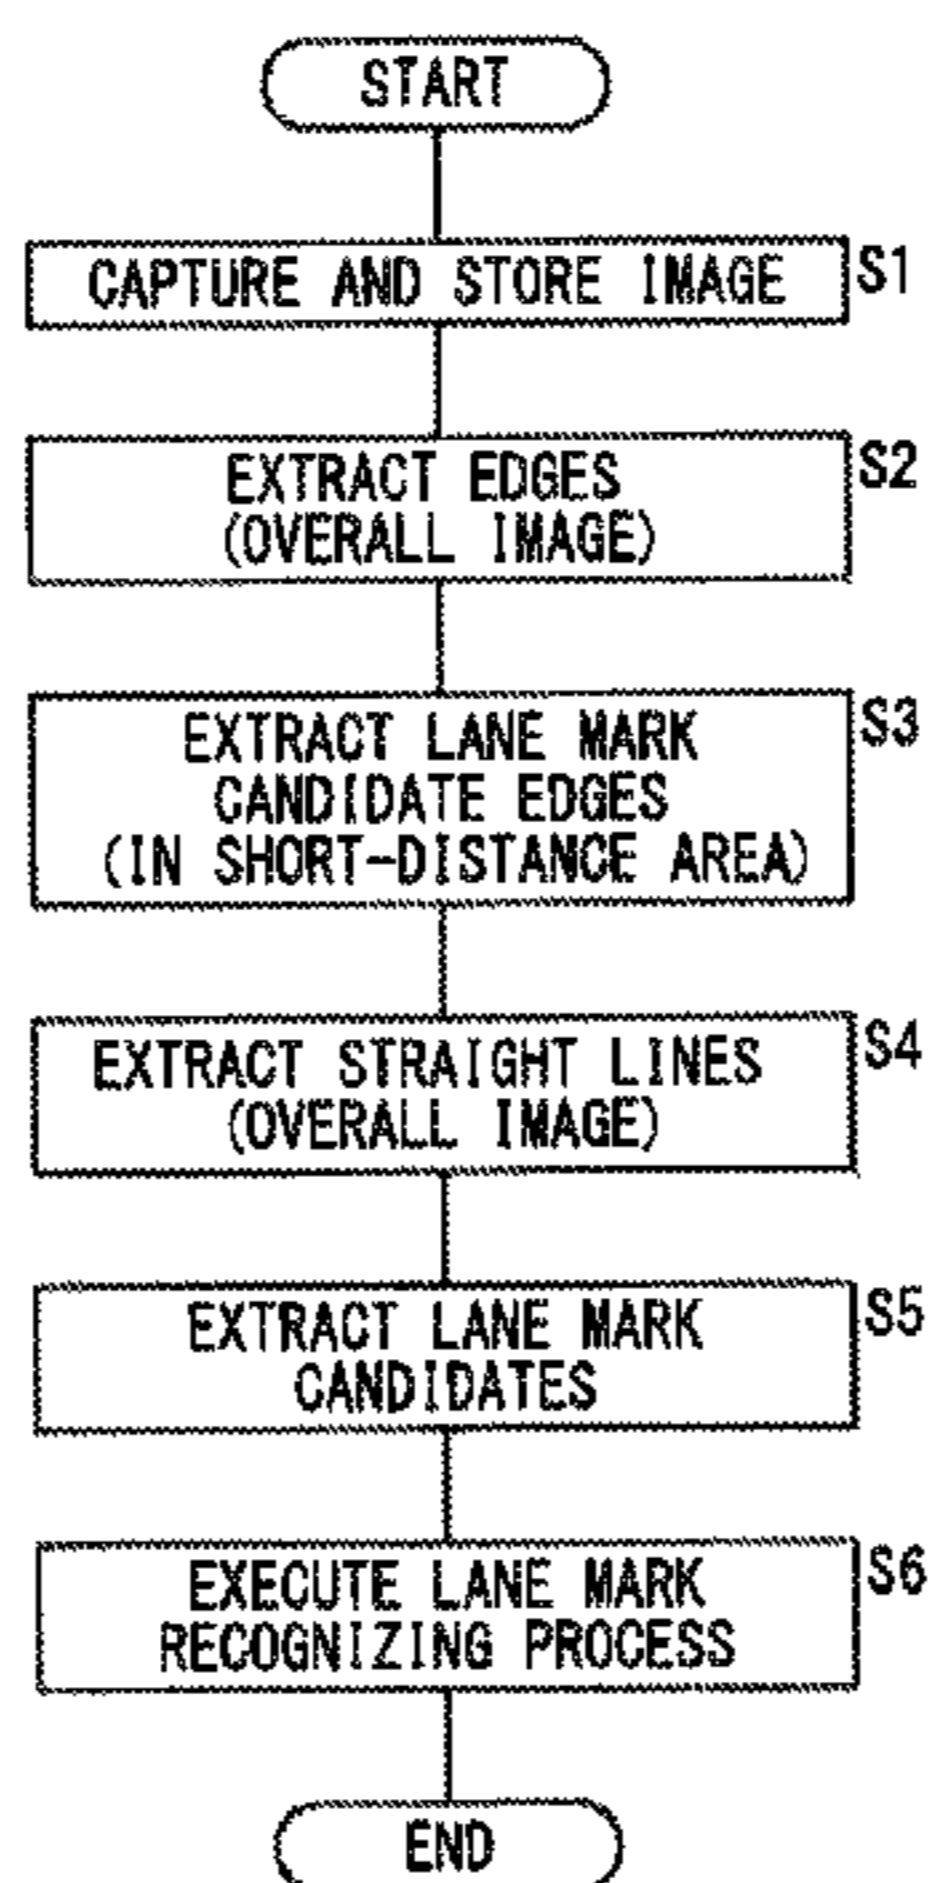 START
CAPTURE AND STORE IMAGE
S1
EXTRACT EDGES
(OVERALL IMAGE)
S2
EXTRACT LANE MARK
CANDIDATE EDGES
(IN SHORT-DISTANCE AREA)
S3
EXTRACT STRAIGHT LINES
(OVERALL IMAGE)
S4
EXTRACT LANE MARK
CANDIDATES
S5
EXECUTE LANE MARK
RECOGNIZING PROCESS
S6
END